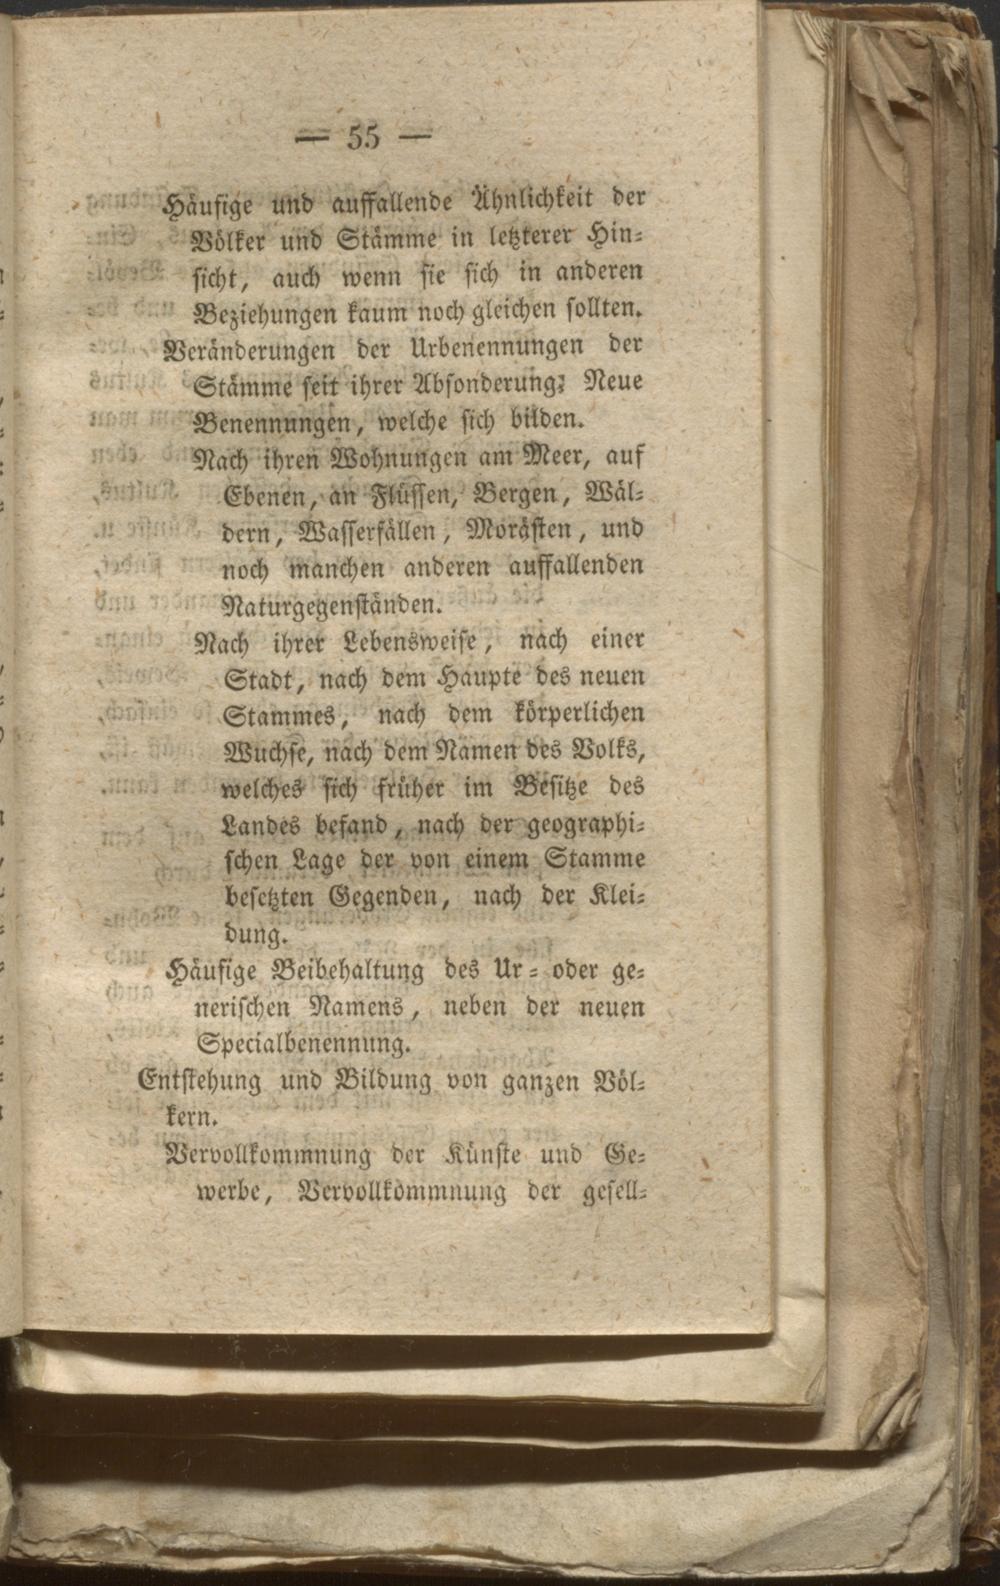 — 55 —
Häufige und auffallende Ähnlichkeit der
Völker und Stämme in letzterer Hin-
sicht, auch wenn sie sich in anderen
Beziehungen kaum noch gleichen sollten.
Veränderungen der Urbenennungen der
Stämme seit ihrer Absonderung; Neue
Benennungen, welche sich bilden.
Nach ihren Wohnungen am Meer, auf
Ebenen, an Flüssen, Bergen, Wäl-
dern, Wasserfällen, Morästen, und
noch manchen anderen auffallenden
Naturgegenständen.
Nach ihrer Lebensweise, nach einer
Stadt, nach dem Haupte des neuen
Stammes, nach dem körperlichen
Wuchse, nach dem Namen des Volks,
welches sich früher im Besitze des
Landes befand, nach der geographi-
schen Lage der von einem Stamme
besetzten Gegenden, nach der Klei-
dung.
Häufige Beibehaltung des Ur- oder ge-
nerischen Namens, neben der neuen
Specialbenennung.
Entstehung und Bildung von ganzen Völ-
kern.
Vervollkommnung der Künste und Ge-
werbe, Vervollkommnung der gesell-